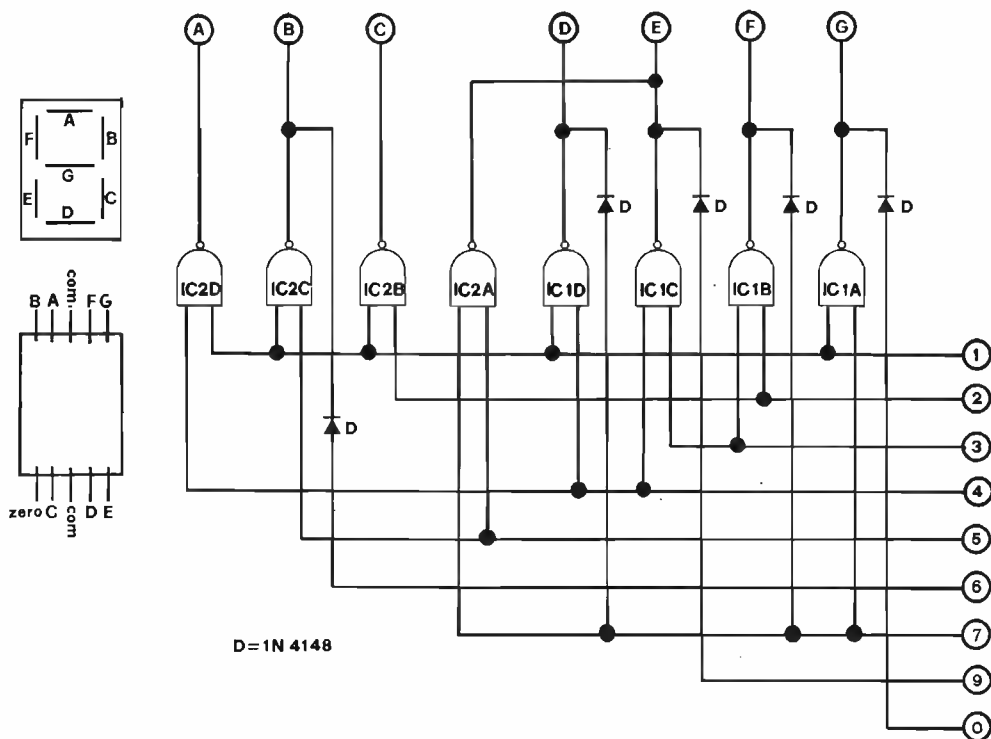 A B C D E F G
A
F B
G
E C
D
D D D D
IC2D IC2C IC2B IC2A IC1D IC1C IC1B IC1A
B A com. F G
1
2
D
3
4
zero C com D E
5
6
7
D=1N 4148
9
0